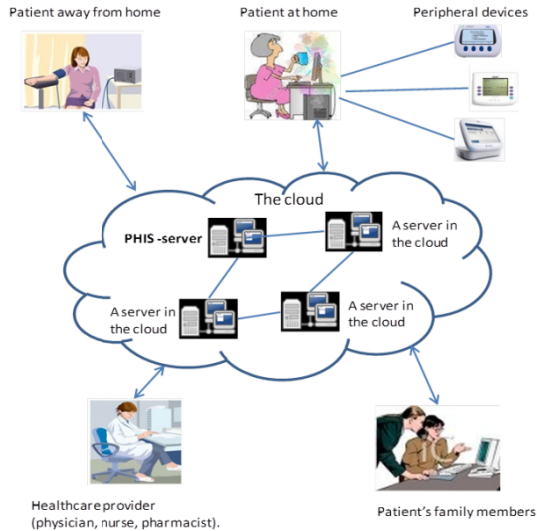 Patient away from home
Patient at home
Peripheral devices
The cloud
PHIS -server
A server in
the cloud
A server in
the cloud
A server in
the cloud
Healthcare provider
(physician, nurse, pharmacist).
Patient's family members